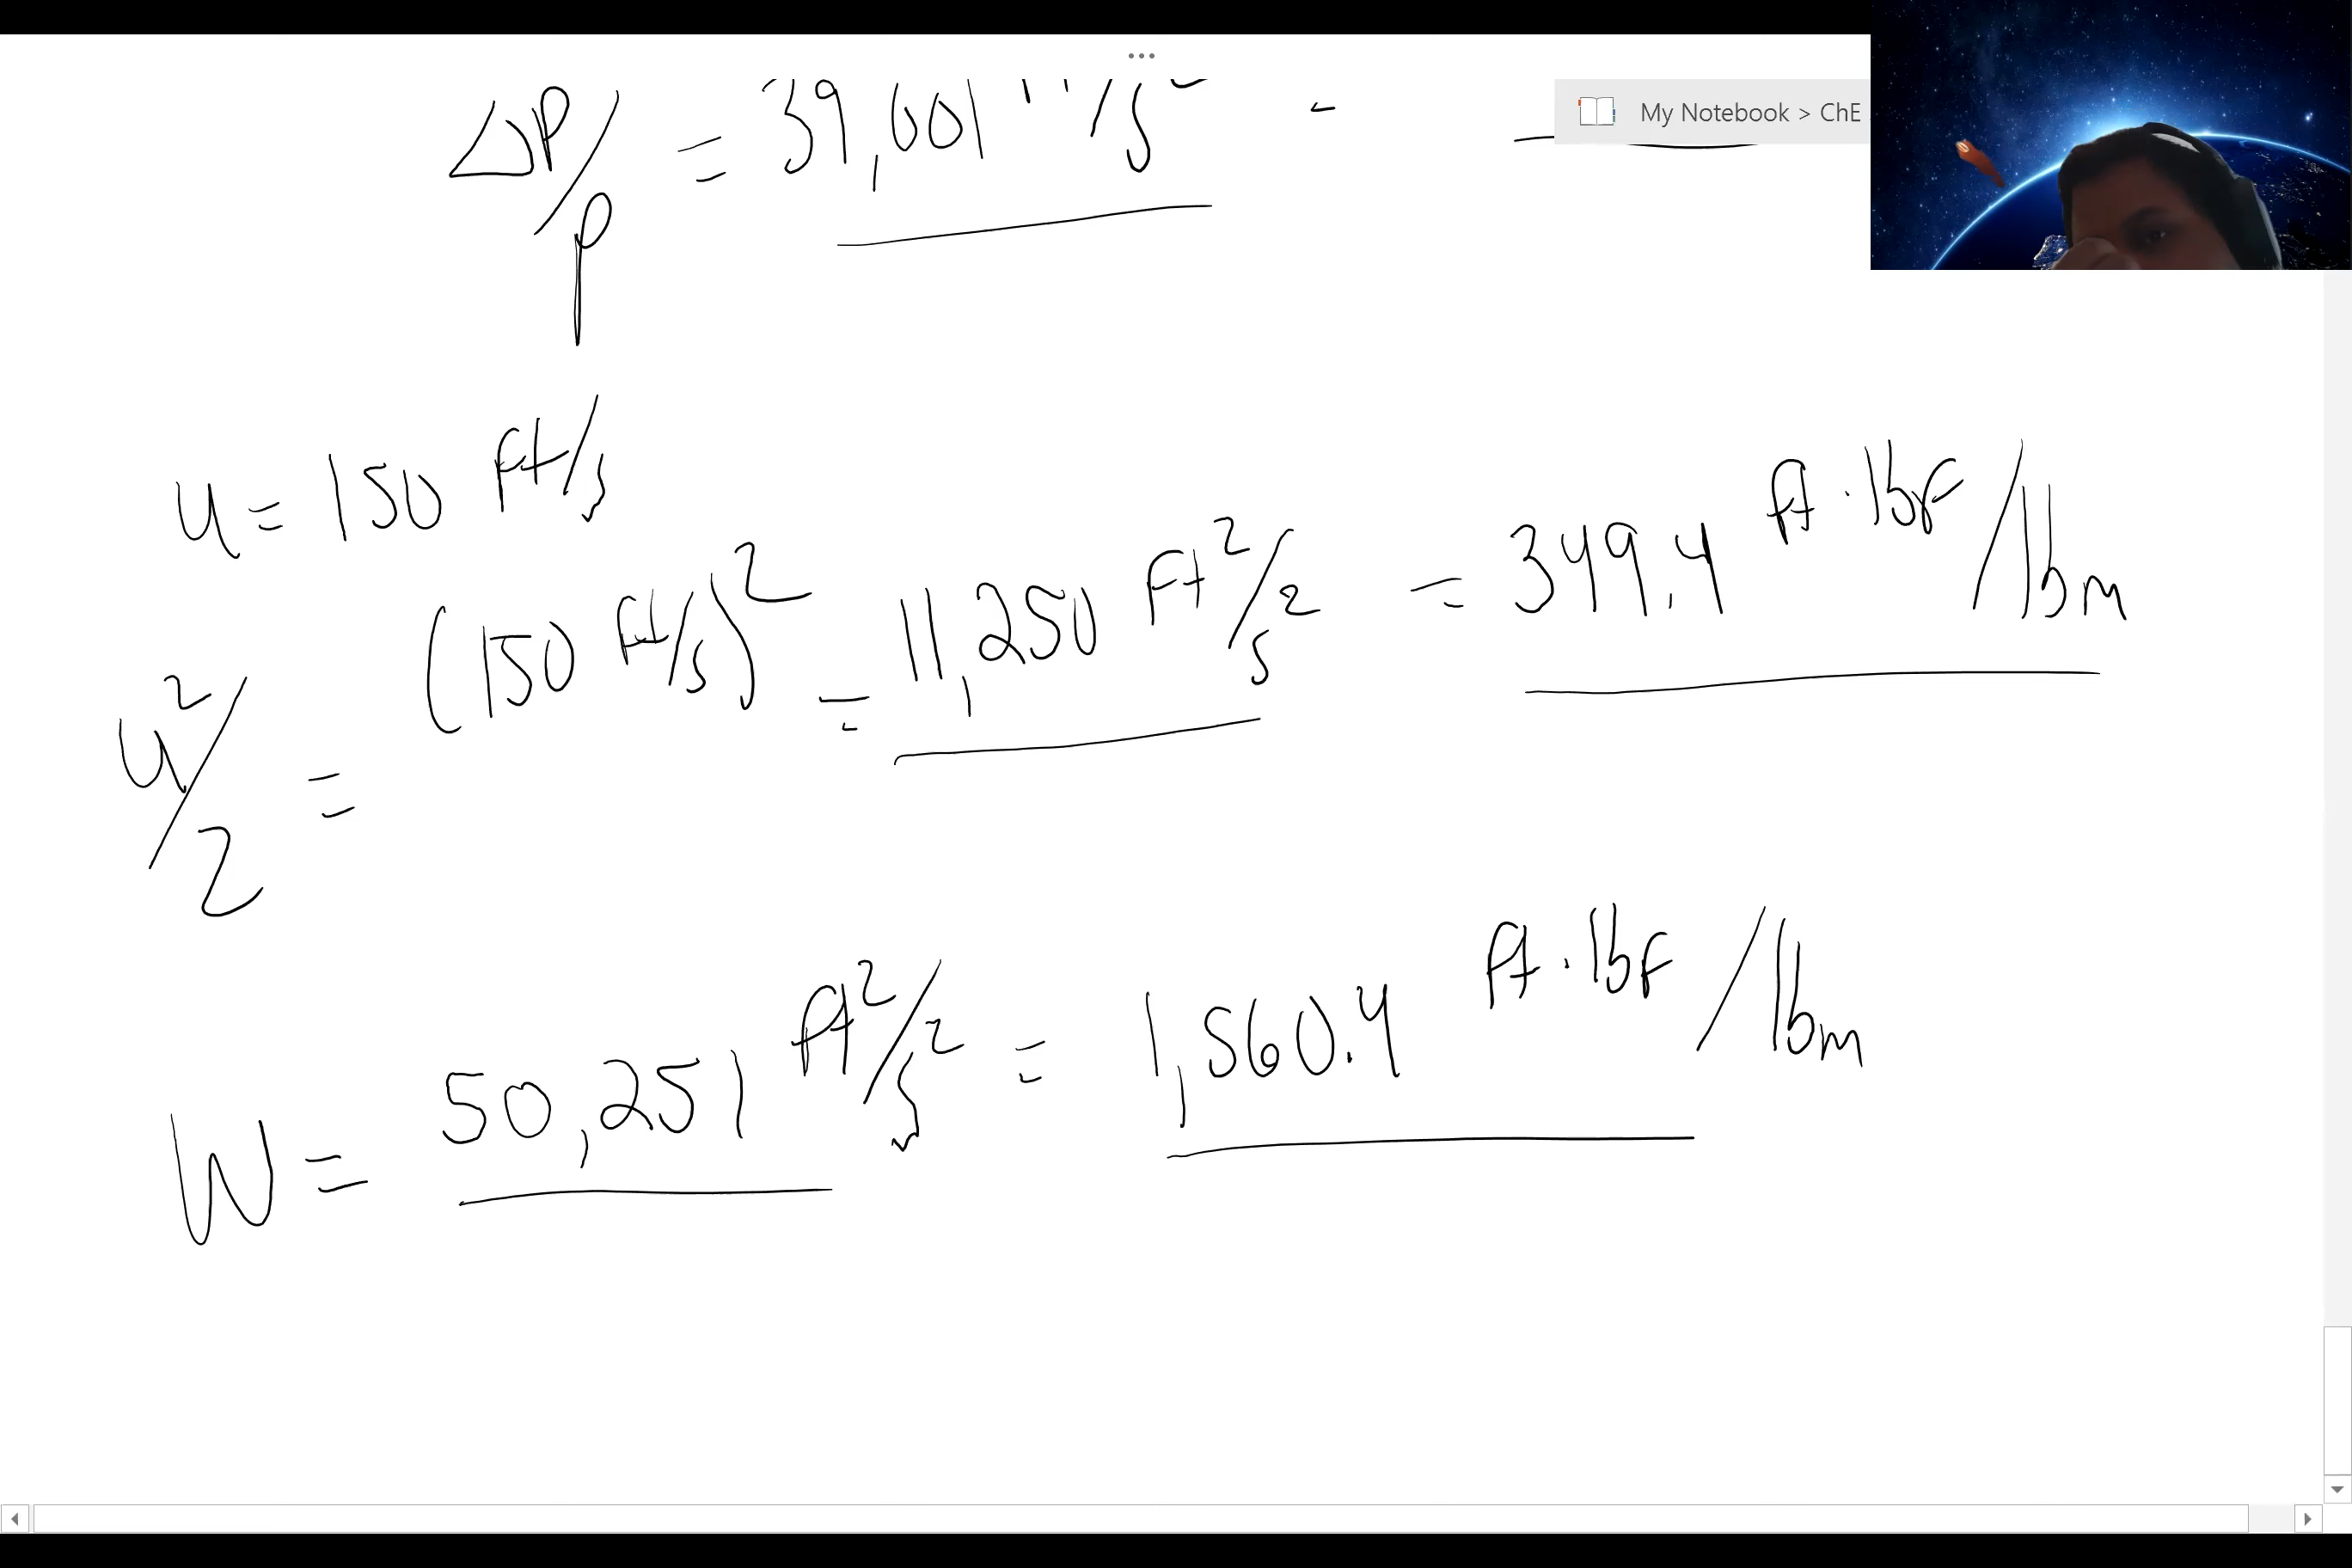 My Notebook > ChE
ΔP/ρ = 39,001 /s =
u = 150 ft/s
u²/2 = (150 ft/s)² = 11,250 ft²/s² = 349.4 ft·lbf/lbm
W = 50,251 ft²/s² = 1,560.4 ft·lbf/lbm